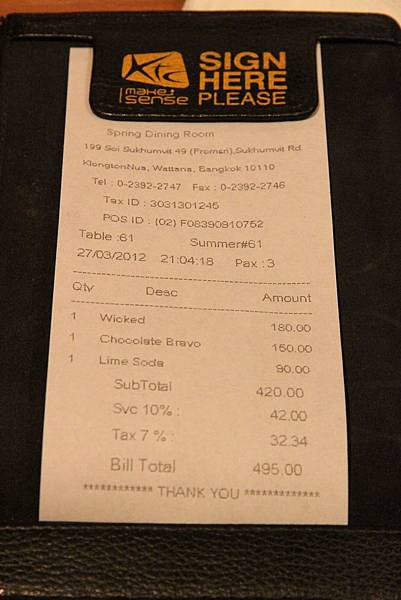 KTC
make sense
SIGN
HERE
PLEASE
Spring Dining Room
199 Soi Sukhumvit 49 (Promsri),Sukhumvit Rd.
KlongtonNua, Wattana, Bangkok 10110
Tel : 0-2392-2747 Fax : 0-2392-2746
Tax ID : 3031301245
POS ID : (02) F08390910752
Table :61 Summer#61
27/03/2012 21:04:18 Pax : 3
Qty Desc Amount
1 Wicked 180.00
1 Chocolate Bravo 150.00
1 Lime Soda 90.00
SubTotal 420.00
Svc 10% : 42.00
Tax 7 % : 32.34
Bill Total 495.00
************ THANK YOU *************